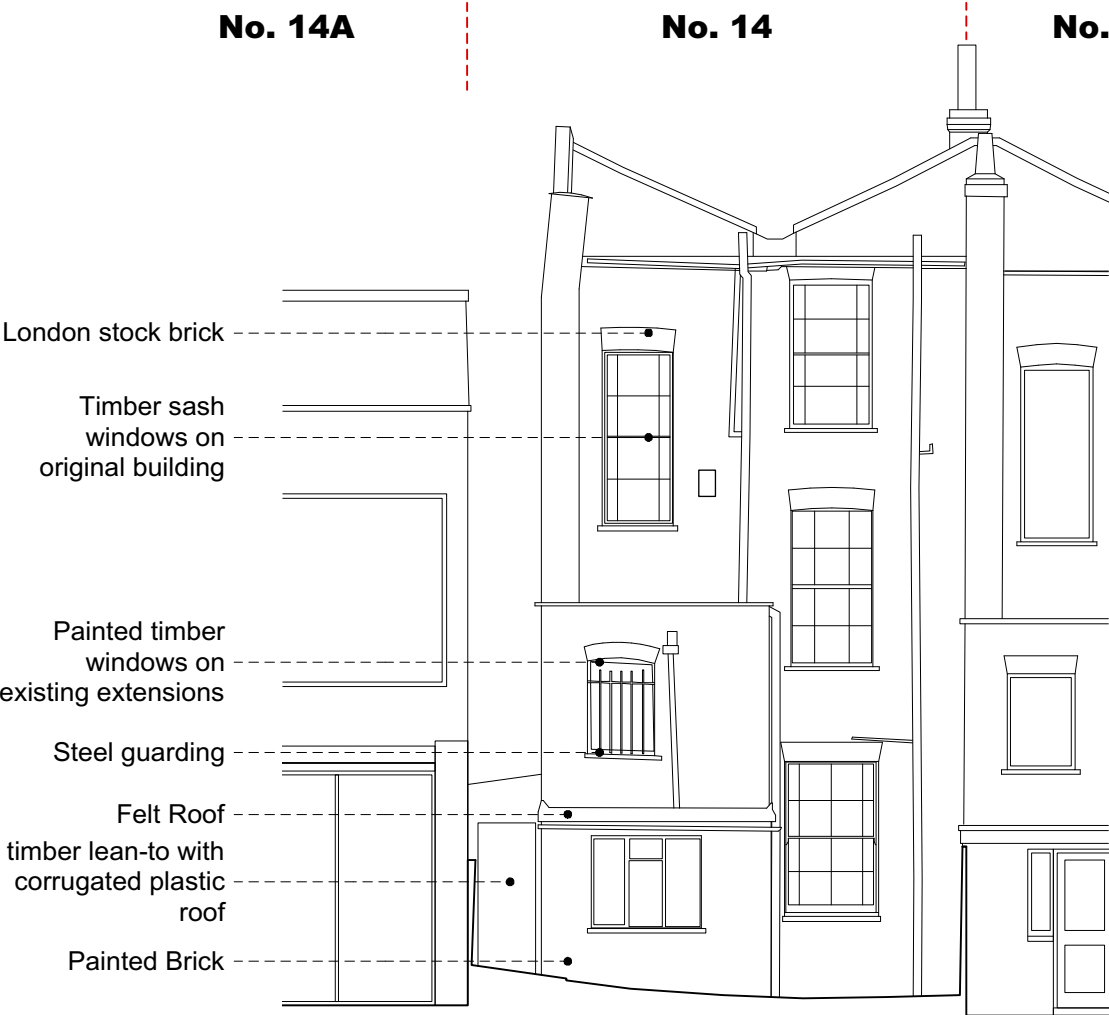 No. 14A
No. 14
No.
London stock brick
Timber sash
windows on
original building
Painted timber
windows on
existing extensions
Steel guarding
Felt Roof
timber lean-to with
corrugated plastic
roof
Painted Brick